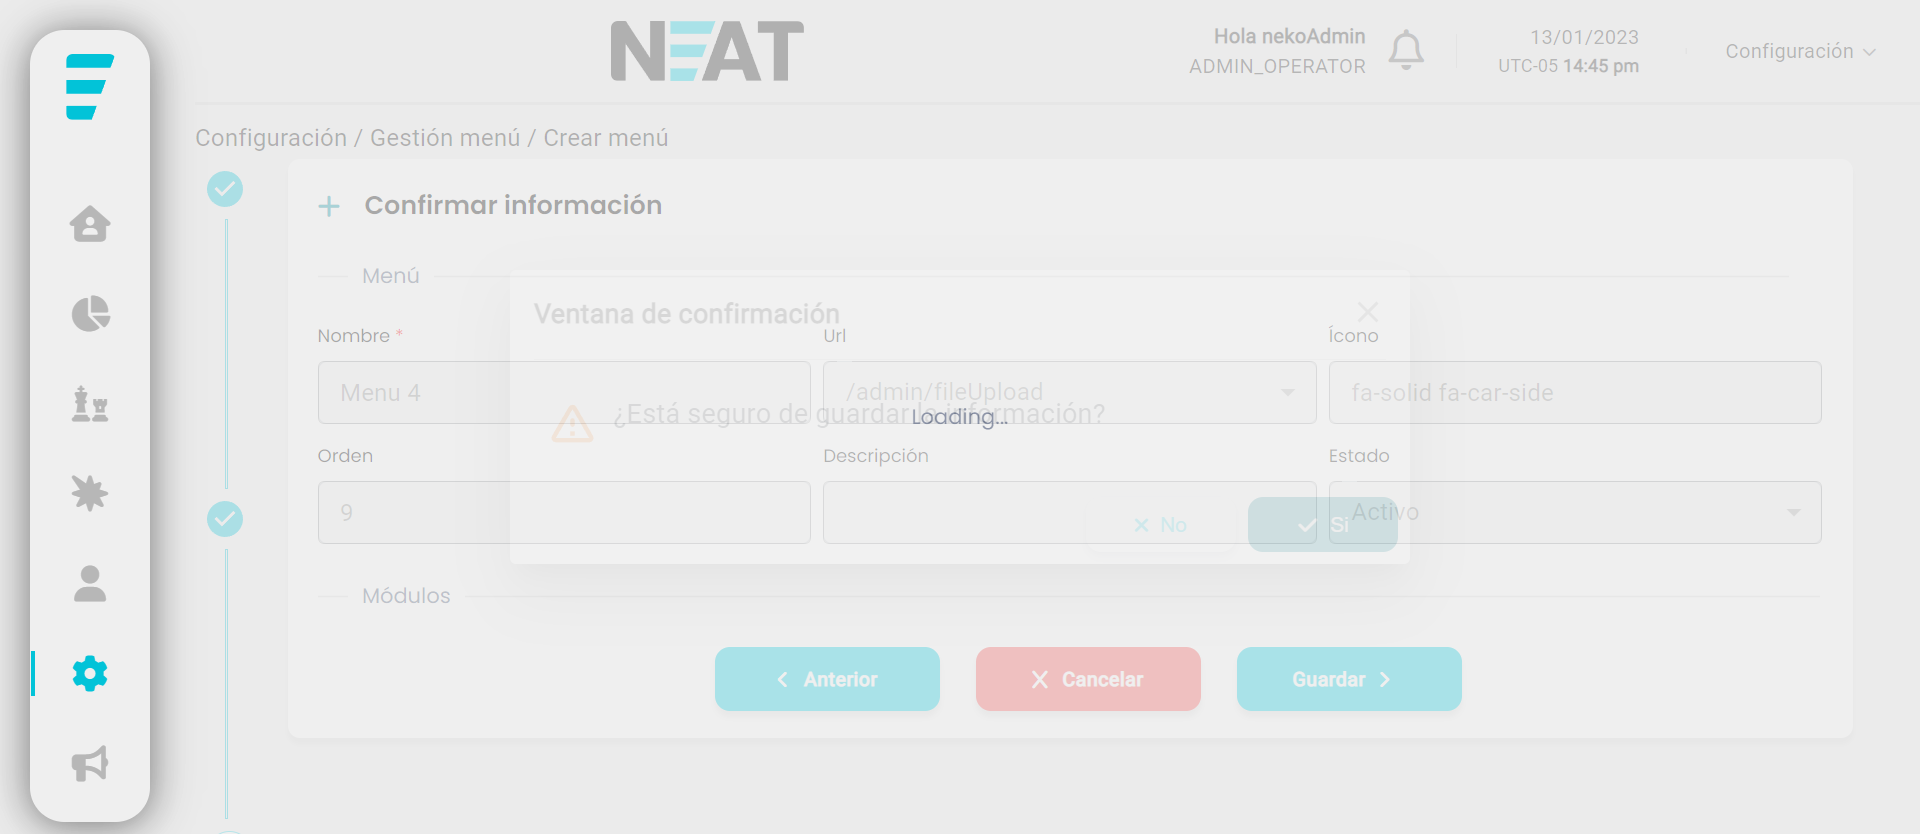 NEAT
Hola nekoAdmin
ADMIN_OPERATOR
13/01/2023
UTC-05 14:45 pm
Configuración
Configuración / Gestión menú / Crear menú
Confirmar información
Menú
Ventana de confirmación
Nombre *
Url
Ícono
Menu 4
/admin/fileUpload
fa-solid fa-car-side
¿Está seguro de guardar la información?
Loading...
Orden
Descripción
Estado
9
Activo
No
Si
Módulos
Anterior
Cancelar
Guardar